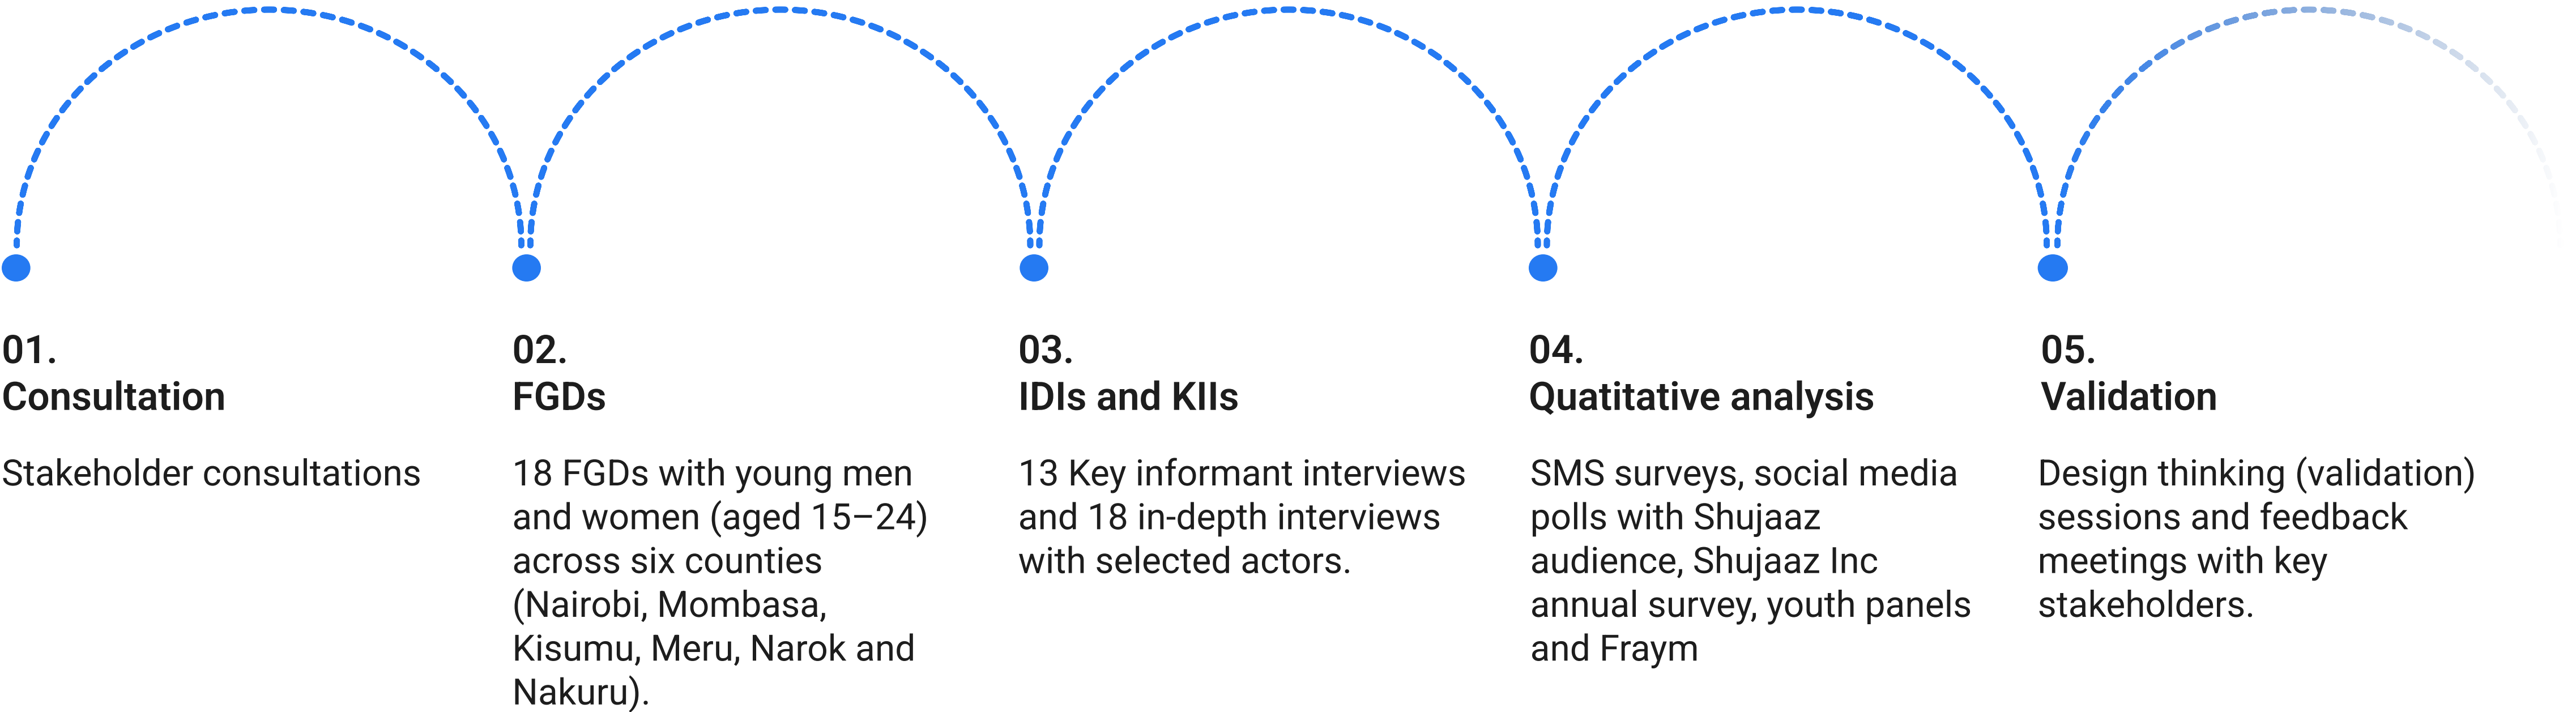 01.
Consultation
Stakeholder consultations
02.
FGDs
18 FGDs with young men
and women (aged 15–24)
across six counties
(Nairobi, Mombasa,
Kisumu, Meru, Narok and
Nakuru).
03.
IDIs and KIIs
13 Key informant interviews
and 18 in-depth interviews
with selected actors.
04.
Quatitative analysis
SMS surveys, social media
polls with Shujaaz
audience, Shujaaz Inc
annual survey, youth panels
and Fraym
05.
Validation
Design thinking (validation)
sessions and feedback
meetings with key
stakeholders.